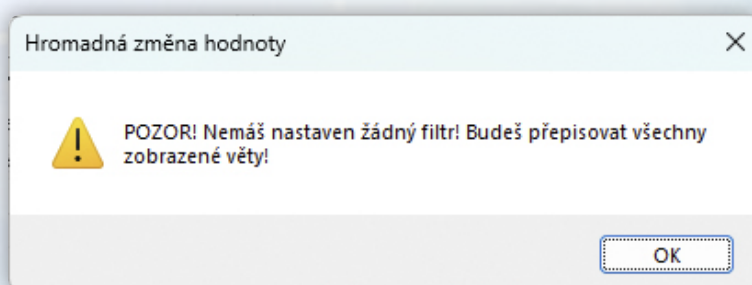 Hromadná změna hodnoty
POZOR! Nemáš nastaven žádný filtr! Budeš přepisovat všechny
zobrazené věty!
OK